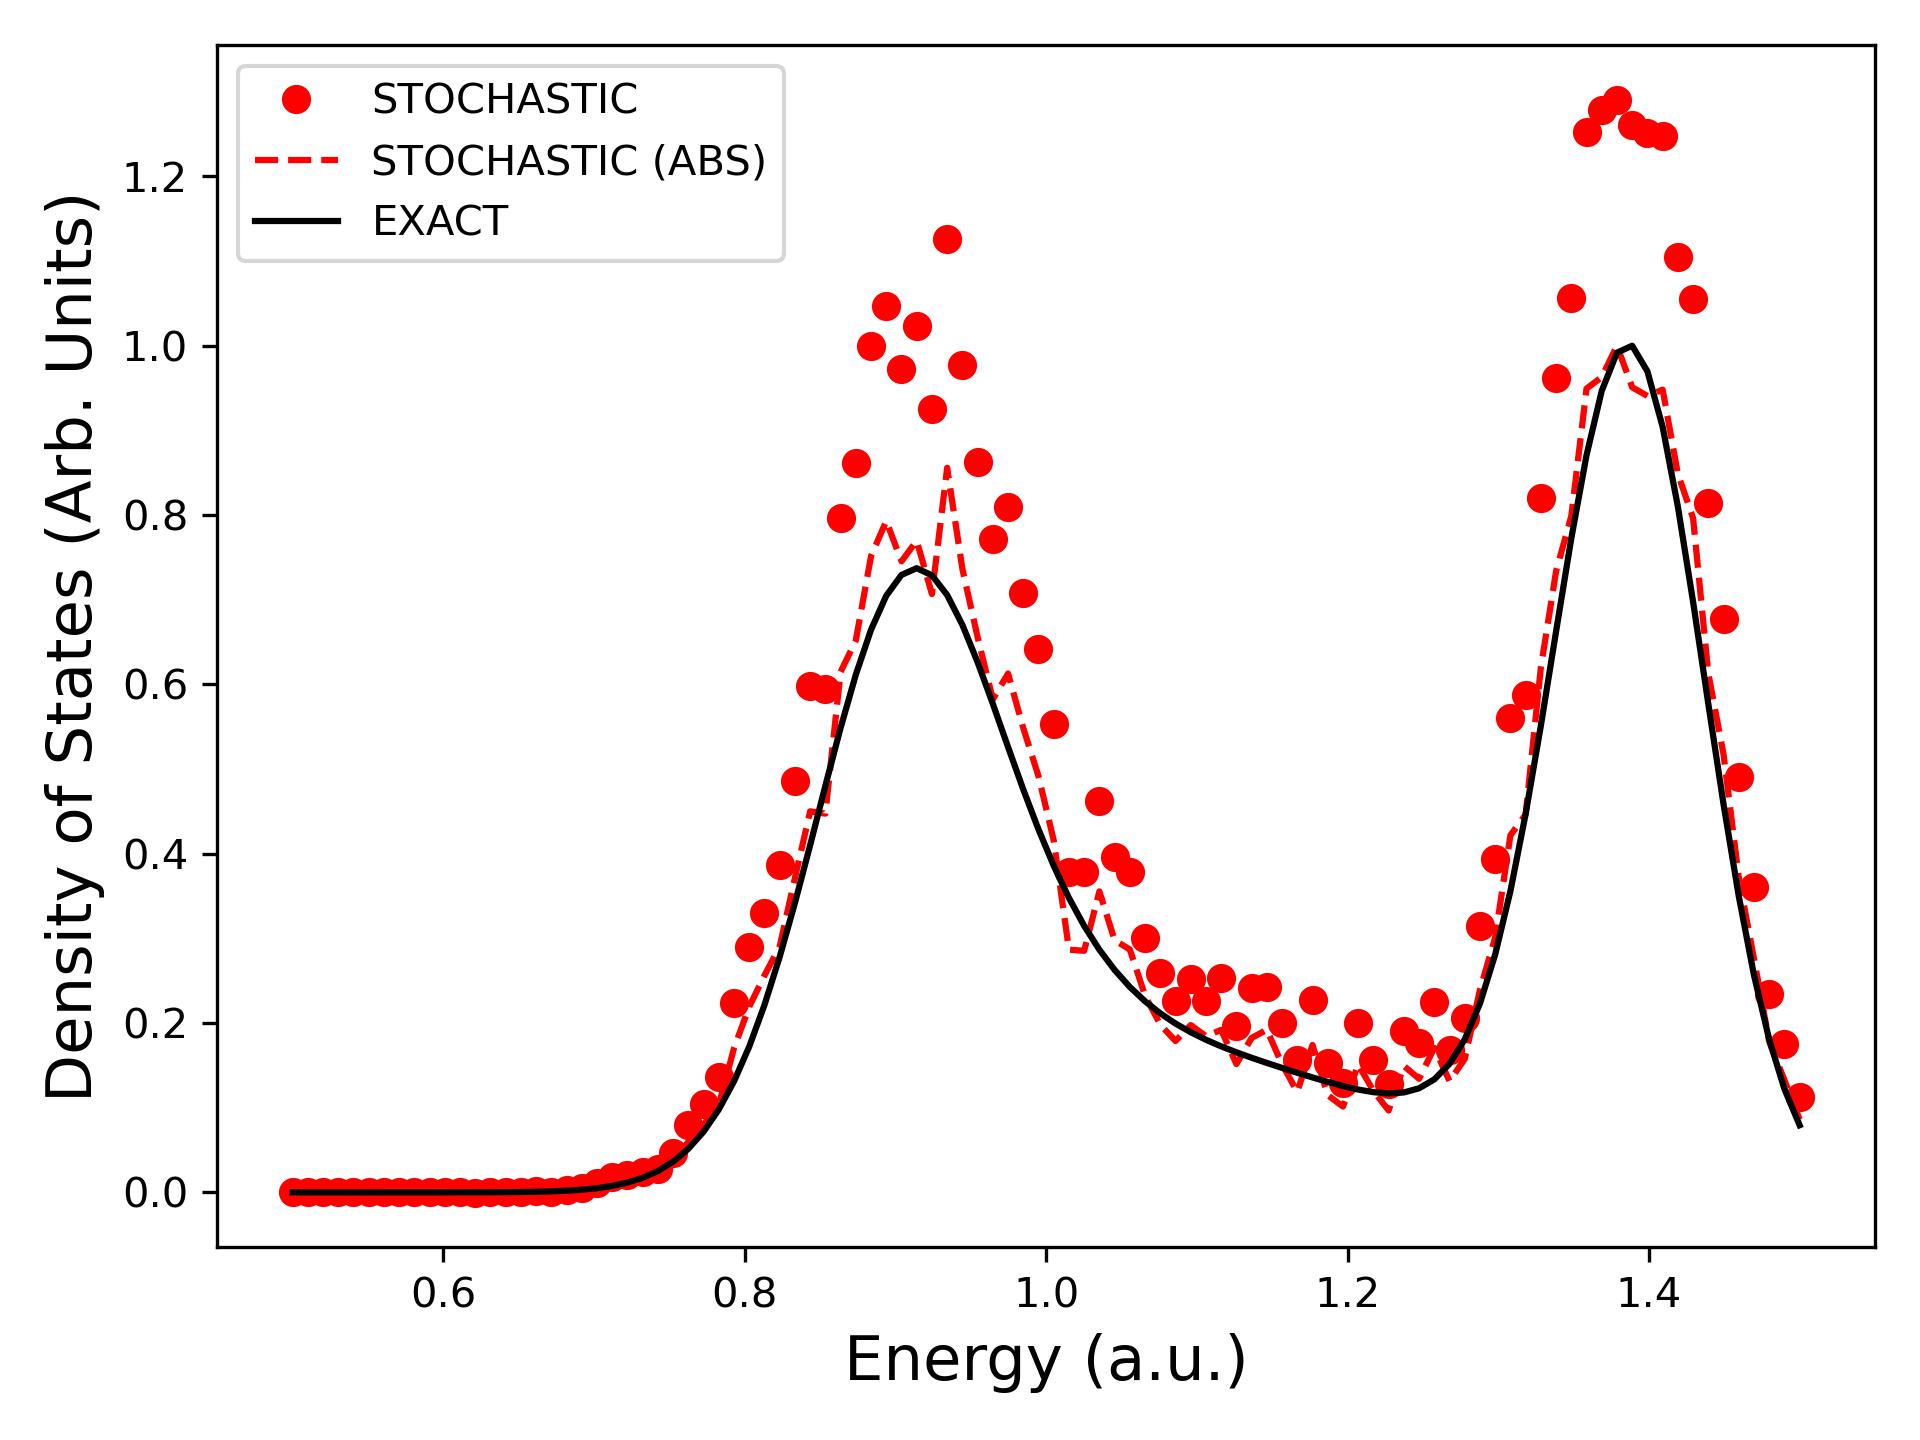 STOCHASTIC
STOCHASTIC (ABS)
EXACT
Density of States (Arb. Units)
1.2
1.0
0.8
0.6
0.4
0.2
0.0
0.6 0.8 1.0 1.2 1.4
Energy (a.u.)